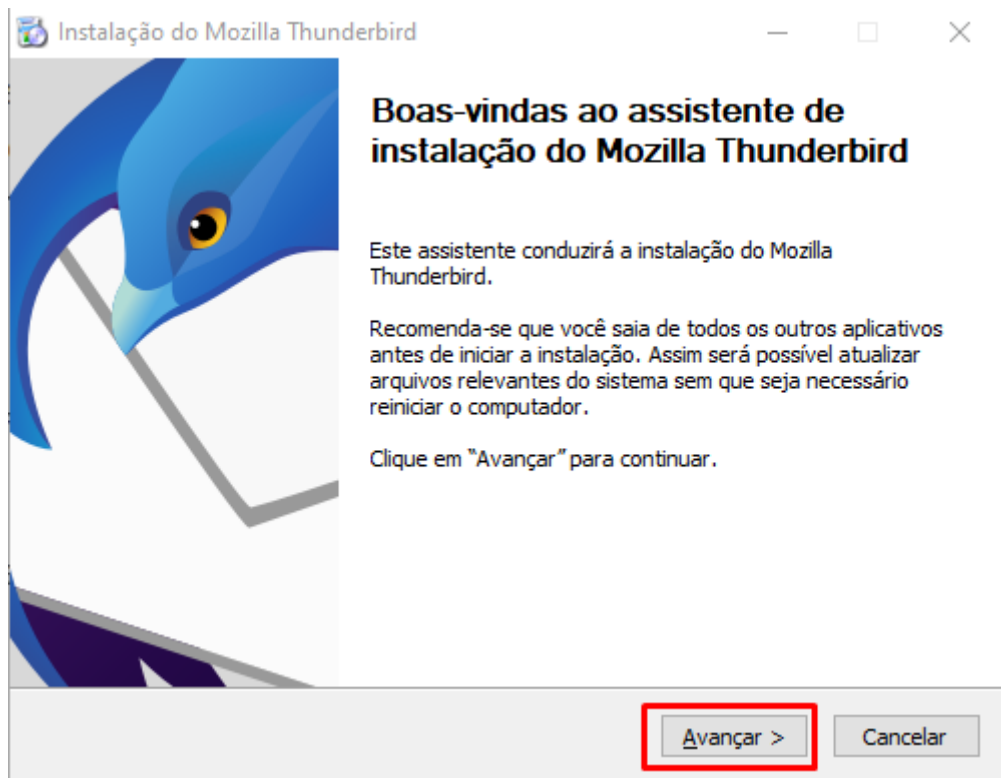 Instalação do Mozilla Thunderbird
Boas-vindas ao assistente de
instalação do Mozilla Thunderbird
Este assistente conduzirá a instalação do Mozilla
Thunderbird.
Recomenda-se que você saia de todos os outros aplicativos
antes de iniciar a instalação. Assim será possível atualizar
arquivos relevantes do sistema sem que seja necessário
reiniciar o computador.
Clique em “Avançar” para continuar.
Avançar >
Cancelar